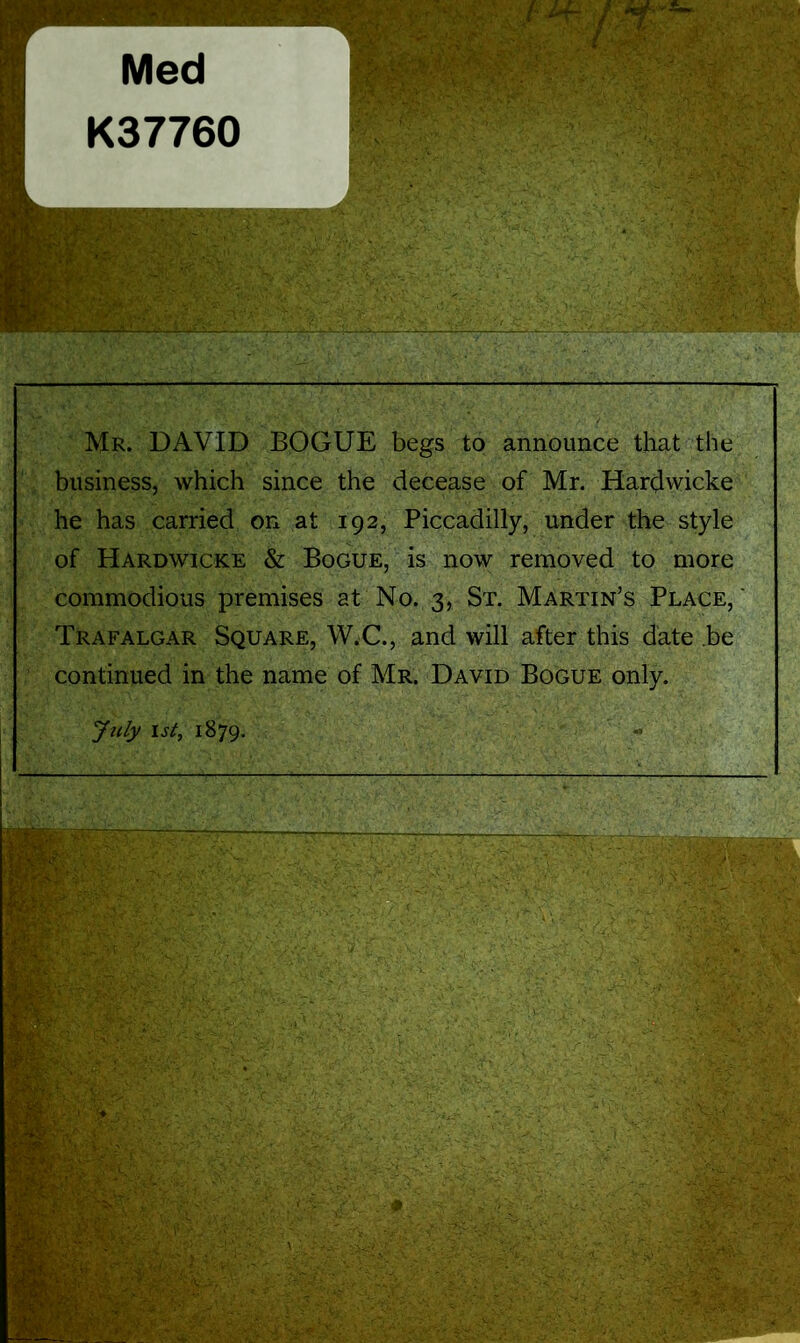 Med
K37760
Mr. DAVID BOGUE begs to announce that the
business, which since the decease of Mr. Hardwicke
he has carried on at 192, Piccadilly, under the style
of Hardwicke & Bogue, is now removed to more
commodious premises at No. 3, St. Martin's Place,
Trafalgar Square, W.C., and will after this date be
continued in the name of Mr. David Bogue only.
July 1st, 1879.